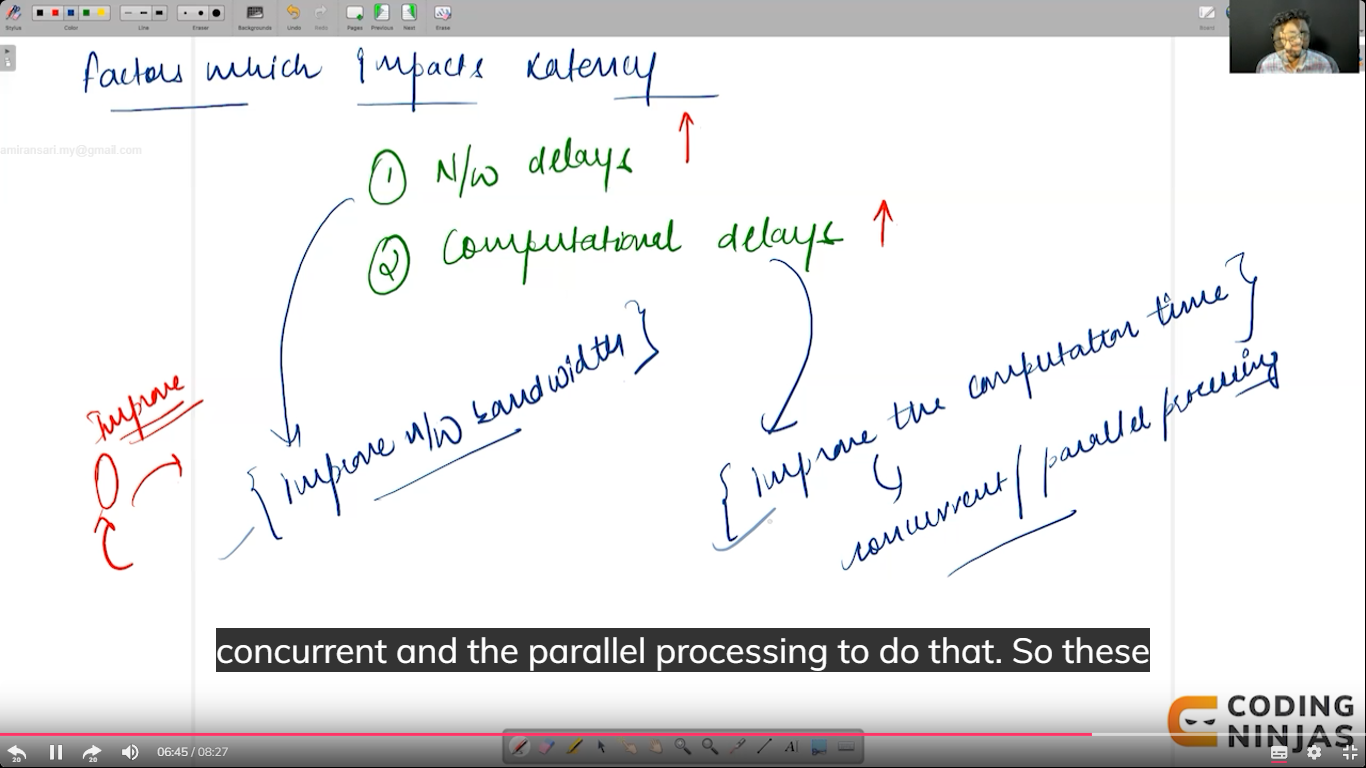 Stylus
Color
Line
Eraser
Backgrounds
Undo
Redo
Pages
Previous
Next
Erase
Board
factors which impacts Latency
amiransari.my@gmail.com
① N/W delays
② Computational delays
Improve
{improve N/W bandwidth}
{improve the computation time}
concurrent/parallel processing
concurrent and the parallel processing to do that. So these
CODING
NINJAS
20
20
06:45 / 08:27